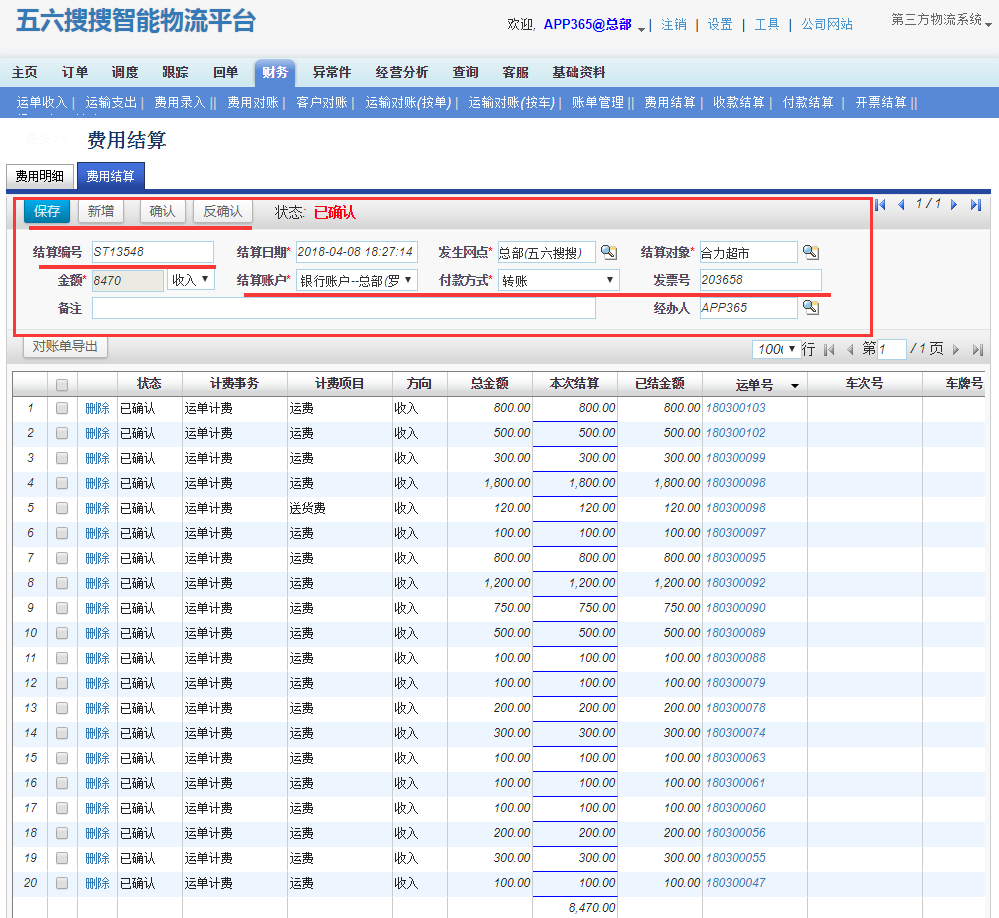 五六搜搜智能物流平台
欢迎, APP365@总部 | 注销 | 设置 | 工具 | 公司网站
第三方物流系统
主页 订单 调度 跟踪 回单 财务 异常件 经营分析 查询 客服 基础资料
运单收入 | 运输支出 | 费用录入 || 费用对账 | 客户对账 | 运输对账(按单) | 运输对账(按车) | 账单管理 || 费用结算 | 收款结算 | 付款结算 | 开票结算 ||
费用结算
费用明细 费用结算
保存 新增 确认 反确认 状态: 已确认 1 / 1
结算编号 ST13548 结算日期* 2018-04-08 18:27:14 发生网点* 总部(五六搜搜) 结算对象* 合力超市
金额* 8470 收入 结算账户* 银行账户--总部(罗 付款方式* 转账 发票号 203658
备注 经办人 APP365
对账单导出 1000 行 第 1 / 1 页
状态 计费事务 计费项目 方向 总金额 本次结算 已结金额 运单号 车次号 车牌号
1 删除 已确认 运单计费 运费 收入 800.00 800.00 800.00 180300103
2 删除 已确认 运单计费 运费 收入 500.00 500.00 500.00 180300102
3 删除 已确认 运单计费 运费 收入 300.00 300.00 300.00 180300099
4 删除 已确认 运单计费 运费 收入 1,800.00 1,800.00 1,800.00 180300098
5 删除 已确认 运单计费 送货费 收入 120.00 120.00 120.00 180300098
6 删除 已确认 运单计费 运费 收入 100.00 100.00 100.00 180300097
7 删除 已确认 运单计费 运费 收入 800.00 800.00 800.00 180300095
8 删除 已确认 运单计费 运费 收入 1,200.00 1,200.00 1,200.00 180300092
9 删除 已确认 运单计费 运费 收入 750.00 750.00 750.00 180300090
10 删除 已确认 运单计费 运费 收入 500.00 500.00 500.00 180300089
11 删除 已确认 运单计费 运费 收入 100.00 100.00 100.00 180300088
12 删除 已确认 运单计费 运费 收入 100.00 100.00 100.00 180300079
13 删除 已确认 运单计费 运费 收入 200.00 200.00 200.00 180300078
14 删除 已确认 运单计费 运费 收入 300.00 300.00 300.00 180300074
15 删除 已确认 运单计费 运费 收入 100.00 100.00 100.00 180300063
16 删除 已确认 运单计费 运费 收入 100.00 100.00 100.00 180300061
17 删除 已确认 运单计费 运费 收入 100.00 100.00 100.00 180300060
18 删除 已确认 运单计费 运费 收入 200.00 200.00 200.00 180300056
19 删除 已确认 运单计费 运费 收入 300.00 300.00 300.00 180300055
20 删除 已确认 运单计费 运费 收入 100.00 100.00 100.00 180300047
8,470.00